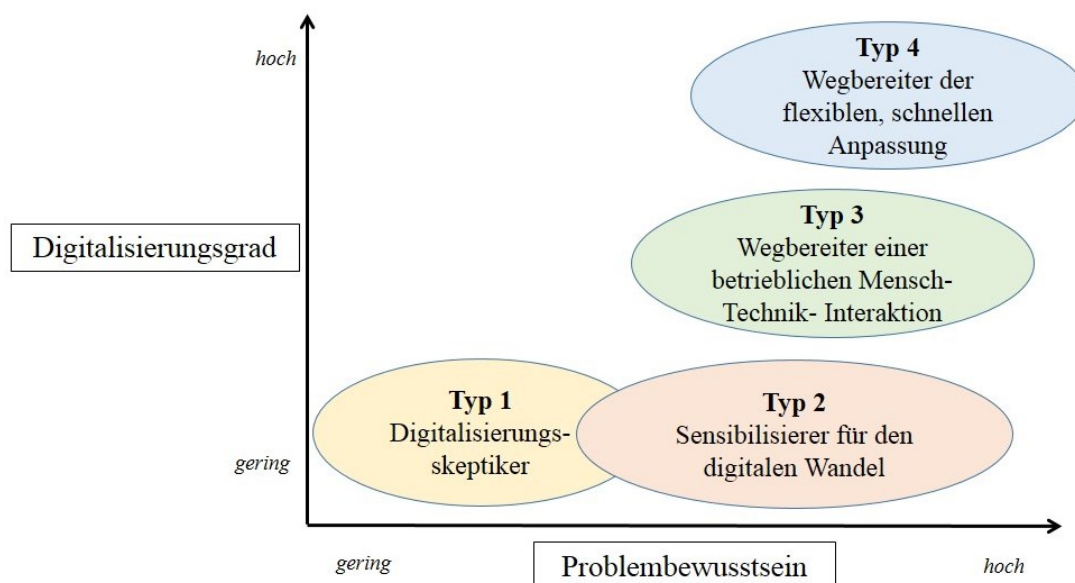 hoch
Typ 4
Wegbereiter der
flexiblen, schnellen
Anpassung
Digitalisierungsgrad
Typ 3
Wegbereiter einer
betrieblichen Mensch-
Technik- Interaktion
Typ 1
Digitalisierungs-
skeptiker
Typ 2
Sensibilisierer für den
digitalen Wandel
gering
gering
Problembewusstsein
hoch